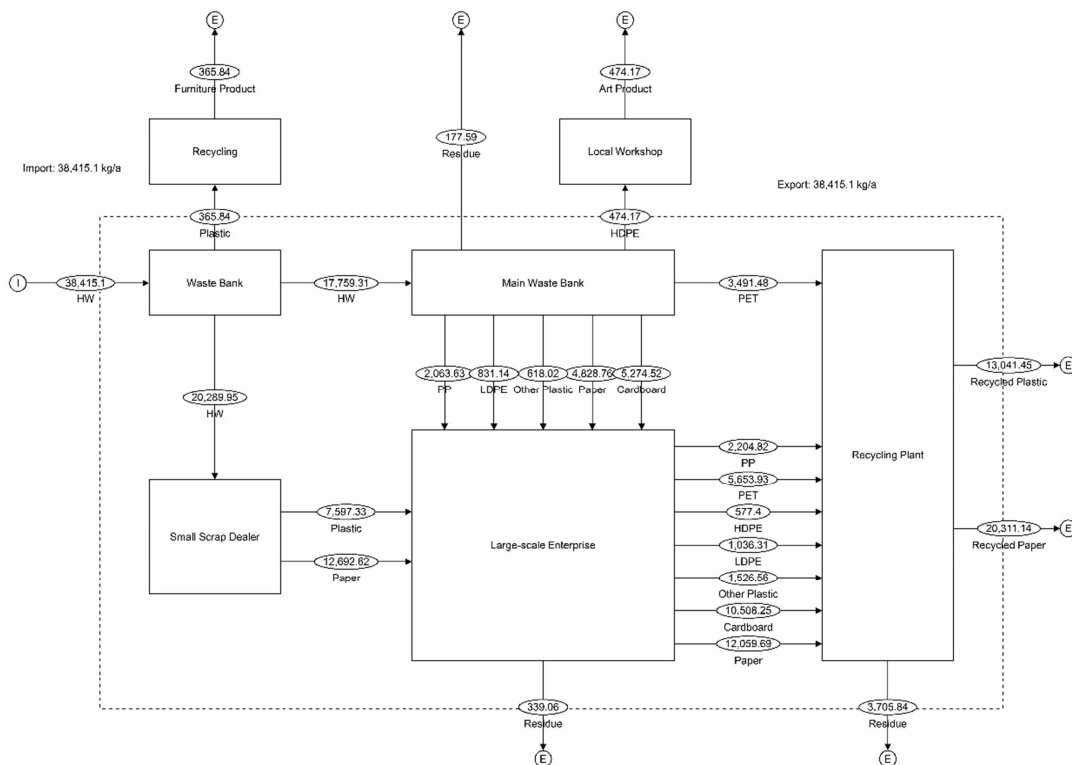 E
E
E
365.84
Furniture Product
474.17
Art Product
177.59
Residue
Recycling
Local Workshop
Import: 38,415.1 kg/a
Export: 38,415.1 kg/a
365.84
Plastic
474.17
HDPE
I
38,415.1
HW
Waste Bank
17,759.31
HW
Main Waste Bank
3,491.48
PET
20,289.95
HW
2,063.63
PP
831.14
LDPE
618.02
Other Plastic
4,828.76
Paper
5,274.52
Cardboard
13,041.45
Recycled Plastic
E
Recycling Plant
2,204.82
PP
5,653.93
PET
577.4
HDPE
1,036.31
LDPE
1,526.56
Other Plastic
10,508.25
Cardboard
12,059.69
Paper
Small Scrap Dealer
7,597.33
Plastic
12,692.62
Paper
Large-scale Enterprise
20,311.14
Recycled Paper
E
339.06
Residue
E
3,705.84
Residue
E